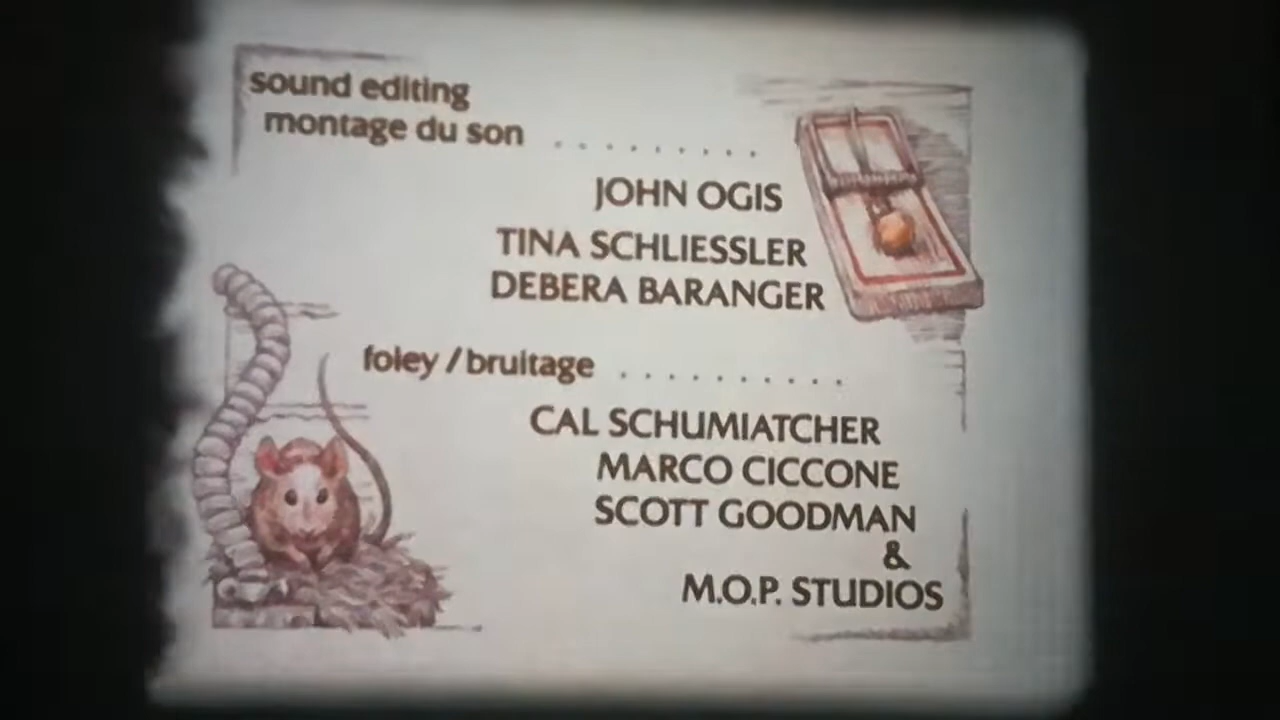 sound editing
montage du son . . . . . . . . .
JOHN OGIS
TINA SCHLIESSLER
DEBERA BARANGER
foley / bruitage . . . . . . . . . .
CAL SCHUMIATCHER
MARCO CICCONE
SCOTT GOODMAN
&
M.O.P. STUDIOS